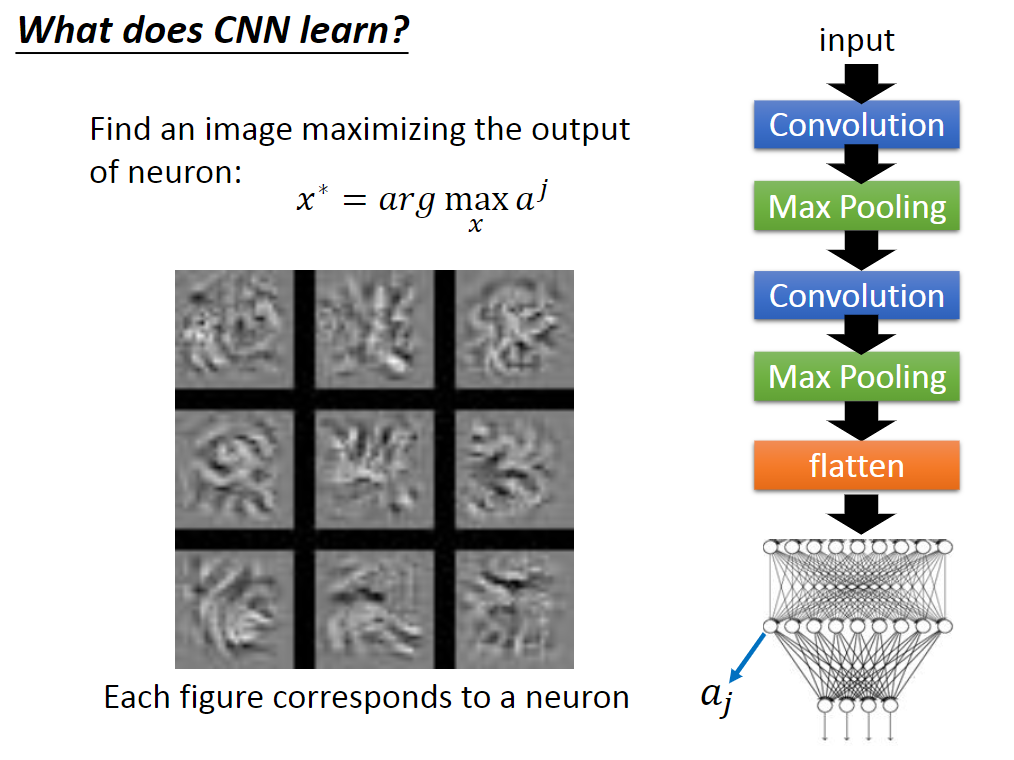 What does CNN learn?
input
Find an image maximizing the output
of neuron:
x* = arg max a^j
x
Convolution
Max Pooling
Convolution
Max Pooling
flatten
a_j
Each figure corresponds to a neuron